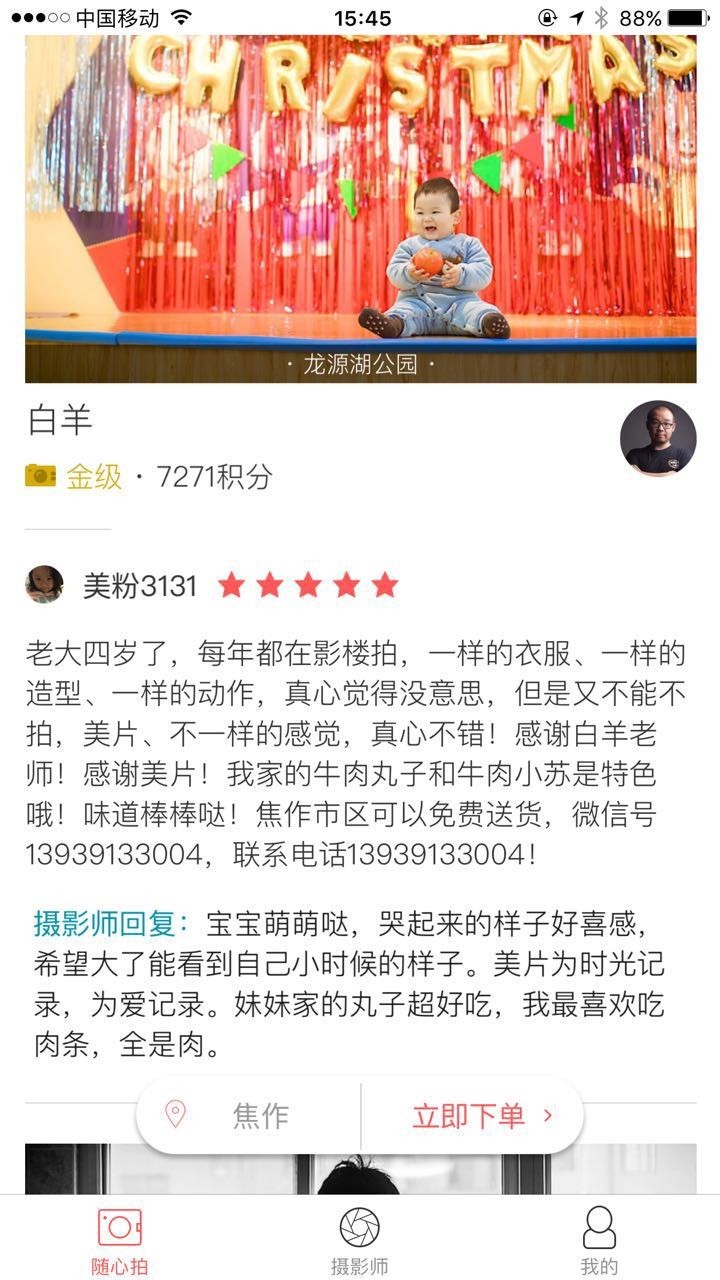 中国移动
15:45
88%
CHRISTMAS
· 龙源湖公园 ·
白羊
金级 · 7271积分
美粉3131
老大四岁了，每年都在影楼拍，一样的衣服、一样的
造型、一样的动作，真心觉得没意思，但是又不能不
拍，美片、不一样的感觉，真心不错！感谢白羊老
师！感谢美片！我家的牛肉丸子和牛肉小苏是特色
哦！味道棒棒哒！焦作市区可以免费送货，微信号
13939133004，联系电话13939133004！
摄影师回复：宝宝萌萌哒，哭起来的样子好喜感，
希望大了能看到自己小时候的样子。美片为时光记
录，为爱记录。妹妹家的丸子超好吃，我最喜欢吃
肉条，全是肉。
焦作
立即下单
随心拍
摄影师
我的